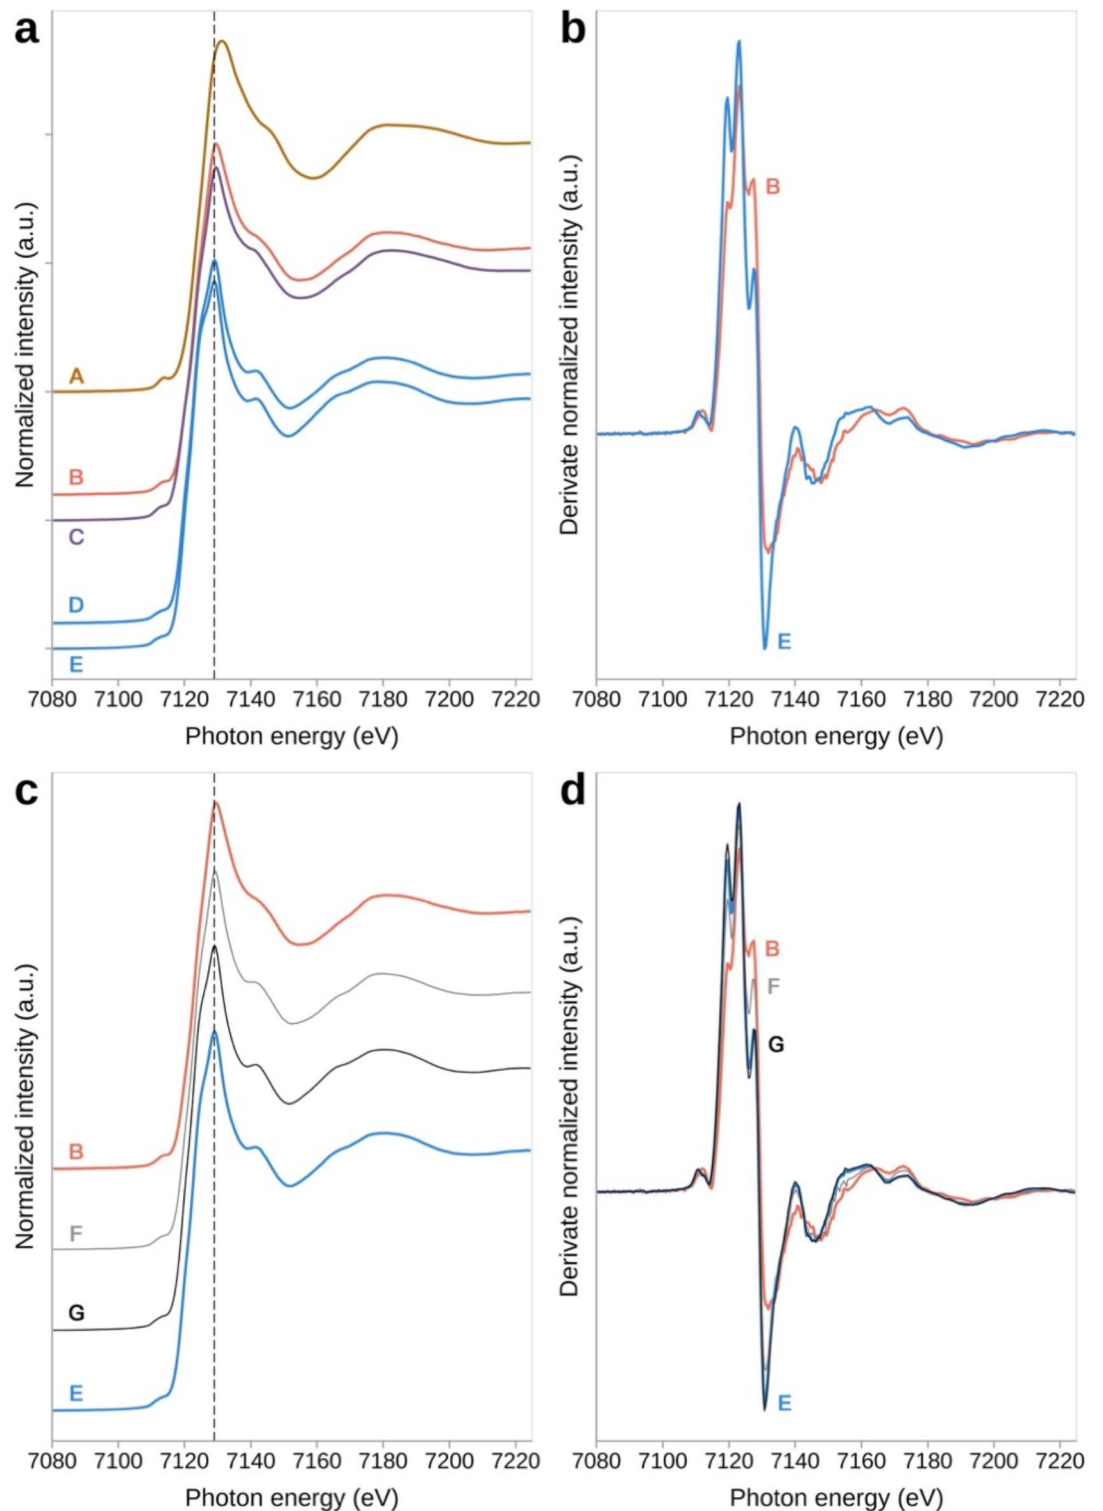 a
Normalized intensity (a.u.)
A
B
C
D
E
7080 7100 7120 7140 7160 7180 7200 7220
Photon energy (eV)
b
Derivate normalized intensity (a.u.)
B
E
7080 7100 7120 7140 7160 7180 7200 7220
Photon energy (eV)
c
Normalized intensity (a.u.)
B
F
G
E
7080 7100 7120 7140 7160 7180 7200 7220
Photon energy (eV)
d
Derivate normalized intensity (a.u.)
B
F
G
E
7080 7100 7120 7140 7160 7180 7200 7220
Photon energy (eV)